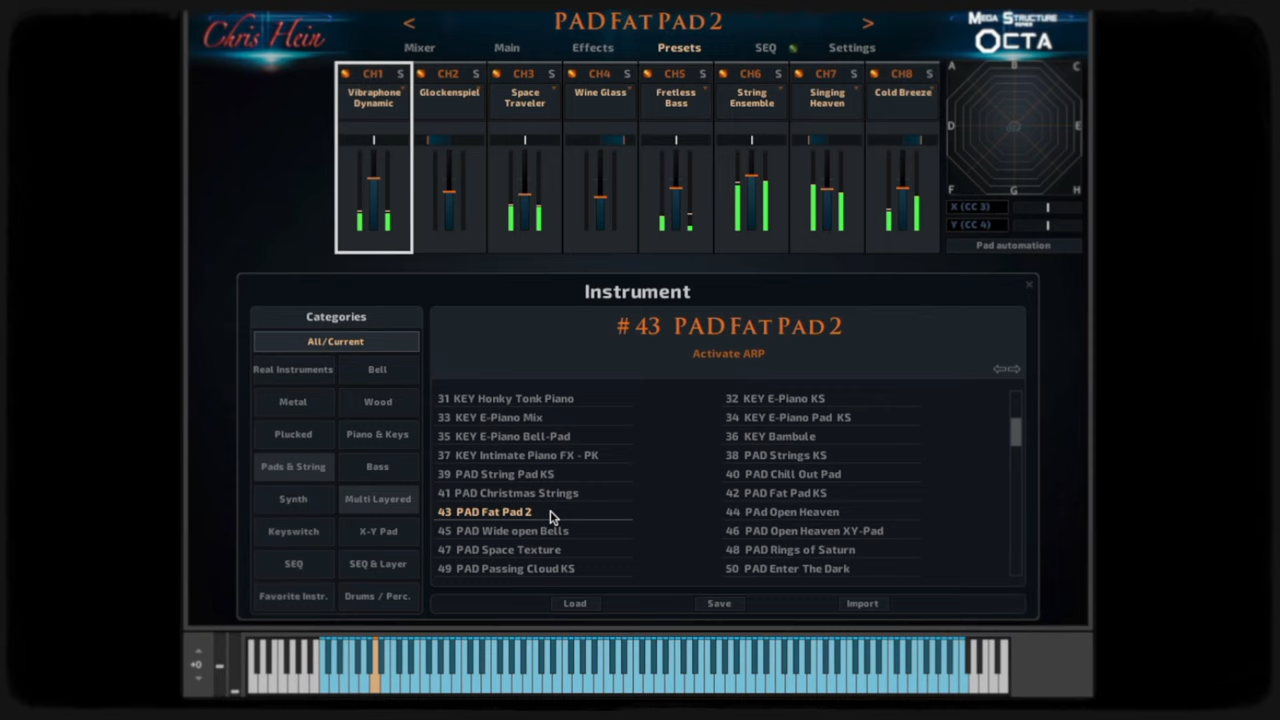 Chris Hein
<
PAD FAT PAD 2
>
MEGA STRUCTURE
OCTA
Mixer
Main
Effects
Presets
SEQ
Settings
CH1 S
CH2 S
CH3 S
CH4 S
CH5 S
CH6 S
CH7 S
CH8 S
Vibraphone
Dynamic
Glockenspiel
Space
Traveler
Wine Glass
Fretless
Bass
String
Ensemble
Singing
Heaven
Cold Breeze
A B C
D E
F G H
X (CC 3)
Y (CC 4)
Pad automation
Instrument
×
Categories
All/Current
Real Instruments
Bell
Metal
Wood
Plucked
Piano & Keys
Pads & String
Bass
Synth
Multi Layered
Keyswitch
X-Y Pad
SEQ
SEQ & Layer
Favorite Instr.
Drums / Perc.
# 43 PAD FAT PAD 2
Activate ARP
31 KEY Honky Tonk Piano
32 KEY E-Piano KS
33 KEY E-Piano Mix
34 KEY E-Piano Pad KS
35 KEY E-Piano Bell-Pad
36 KEY Bambule
37 KEY Intimate Piano FX - PK
38 PAD Strings KS
39 PAD String Pad KS
40 PAD Chill Out Pad
41 PAD Christmas Strings
42 PAD Fat Pad KS
43 PAD Fat Pad 2
44 PAd Open Heaven
45 PAD Wide open Bells
46 PAD Open Heaven XY-Pad
47 PAD Space Texture
48 PAD Rings of Saturn
49 PAD Passing Cloud KS
50 PAD Enter The Dark
Load
Save
Import
+0